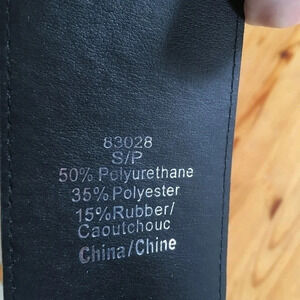 83028
S/P
50% Polyurethane
35% Polyester
15% Rubber/
Caoutchouc
China/Chine